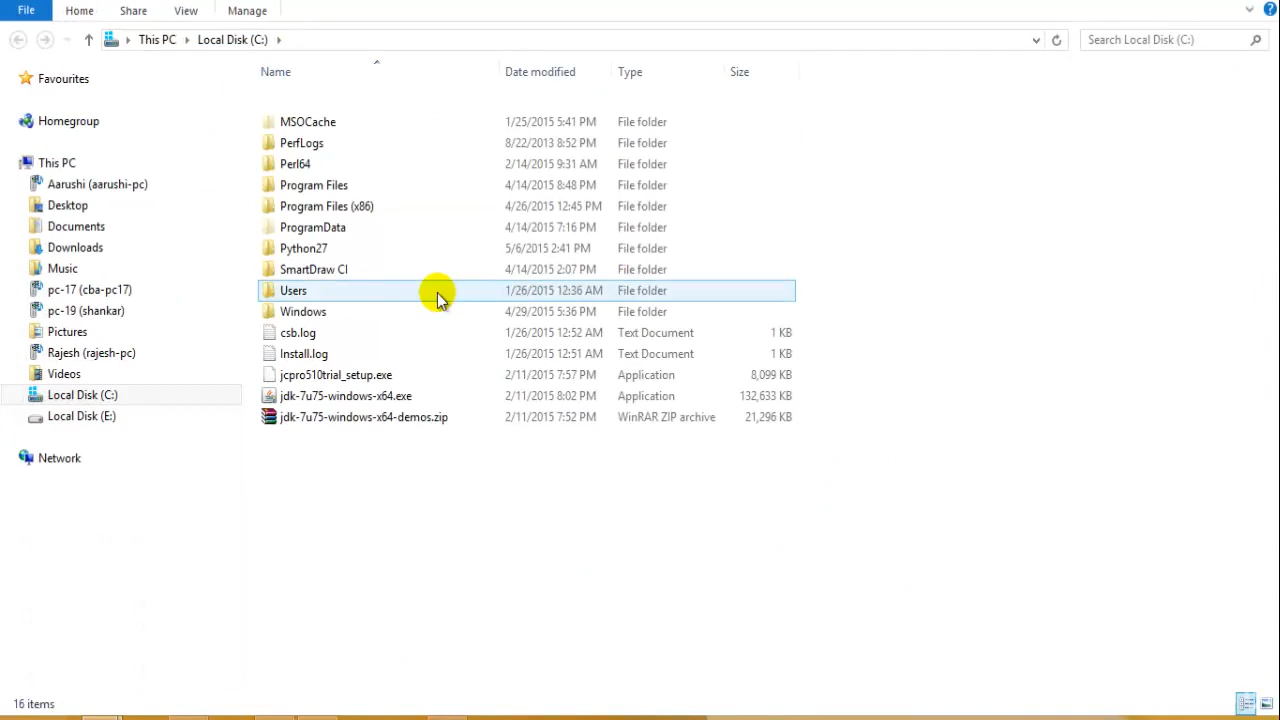 File Home Share View Manage
This PC Local Disk (C:) Search Local Disk (C:)
Name Date modified Type Size
Favourites
Homegroup
This PC
Aarushi (aarushi-pc)
Desktop
Documents
Downloads
Music
pc-17 (cba-pc17)
pc-19 (shankar)
Pictures
Rajesh (rajesh-pc)
Videos
Local Disk (C:)
Local Disk (E:)
Network
MSOCache 1/25/2015 5:41 PM File folder
PerfLogs 8/22/2013 8:52 PM File folder
Perl64 2/14/2015 9:31 AM File folder
Program Files 4/14/2015 8:48 PM File folder
Program Files (x86) 4/26/2015 12:45 PM File folder
ProgramData 4/14/2015 7:16 PM File folder
Python27 5/6/2015 2:41 PM File folder
SmartDraw CI 4/14/2015 2:07 PM File folder
Users 1/26/2015 12:36 AM File folder
Windows 4/29/2015 5:36 PM File folder
csb.log 1/26/2015 12:52 AM Text Document 1 KB
Install.log 1/26/2015 12:51 AM Text Document 1 KB
jcpro510trial_setup.exe 2/11/2015 7:57 PM Application 8,099 KB
jdk-7u75-windows-x64.exe 2/11/2015 8:02 PM Application 132,633 KB
jdk-7u75-windows-x64-demos.zip 2/11/2015 7:52 PM WinRAR ZIP archive 21,296 KB
16 items